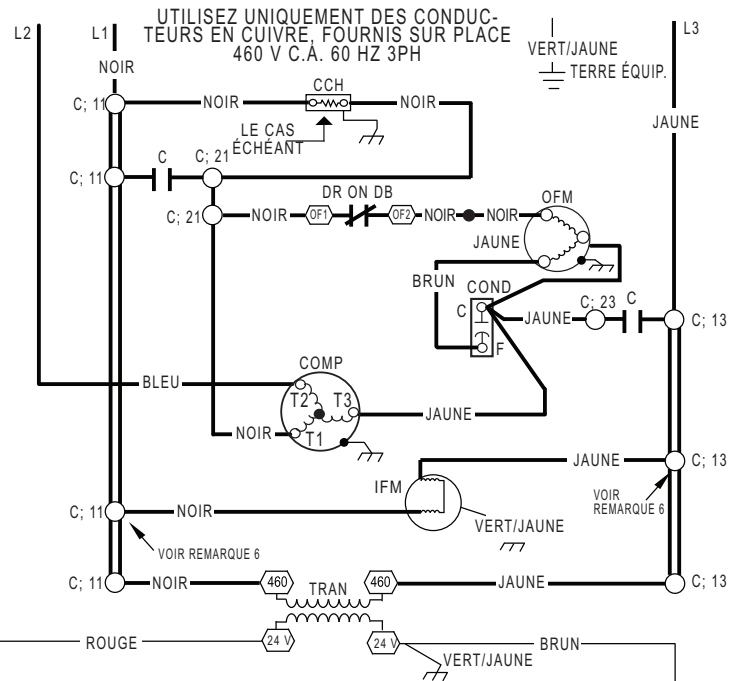 UTILISEZ UNIQUEMENT DES CONDUC-
TEURS EN CUIVRE, FOURNIS SUR PLACE
460 V C.A. 60 HZ 3PH
L2
L1
L3
NOIR
VERT/JAUNE
TERRE ÉQUIP.
CCH
C; 11
NOIR
NOIR
JAUNE
LE CAS
ÉCHÉANT
C
C; 21
C; 11
DR ON DB
OFM
C; 21
NOIR
OF1
OF2
NOIR
NOIR
JAUNE
BRUN
COND
C; 23
C
C
JAUNE
C; 13
F
COMP
BLEU
T2
T3
JAUNE
NOIR
T1
JAUNE
C; 13
IFM
VOIR
REMARQUE 6
C; 11
NOIR
VERT/JAUNE
VOIR REMARQUE 6
C; 11
NOIR
460
TRAN
460
JAUNE
C; 13
ROUGE
24 V
24 V
BRUN
VERT/JAUNE